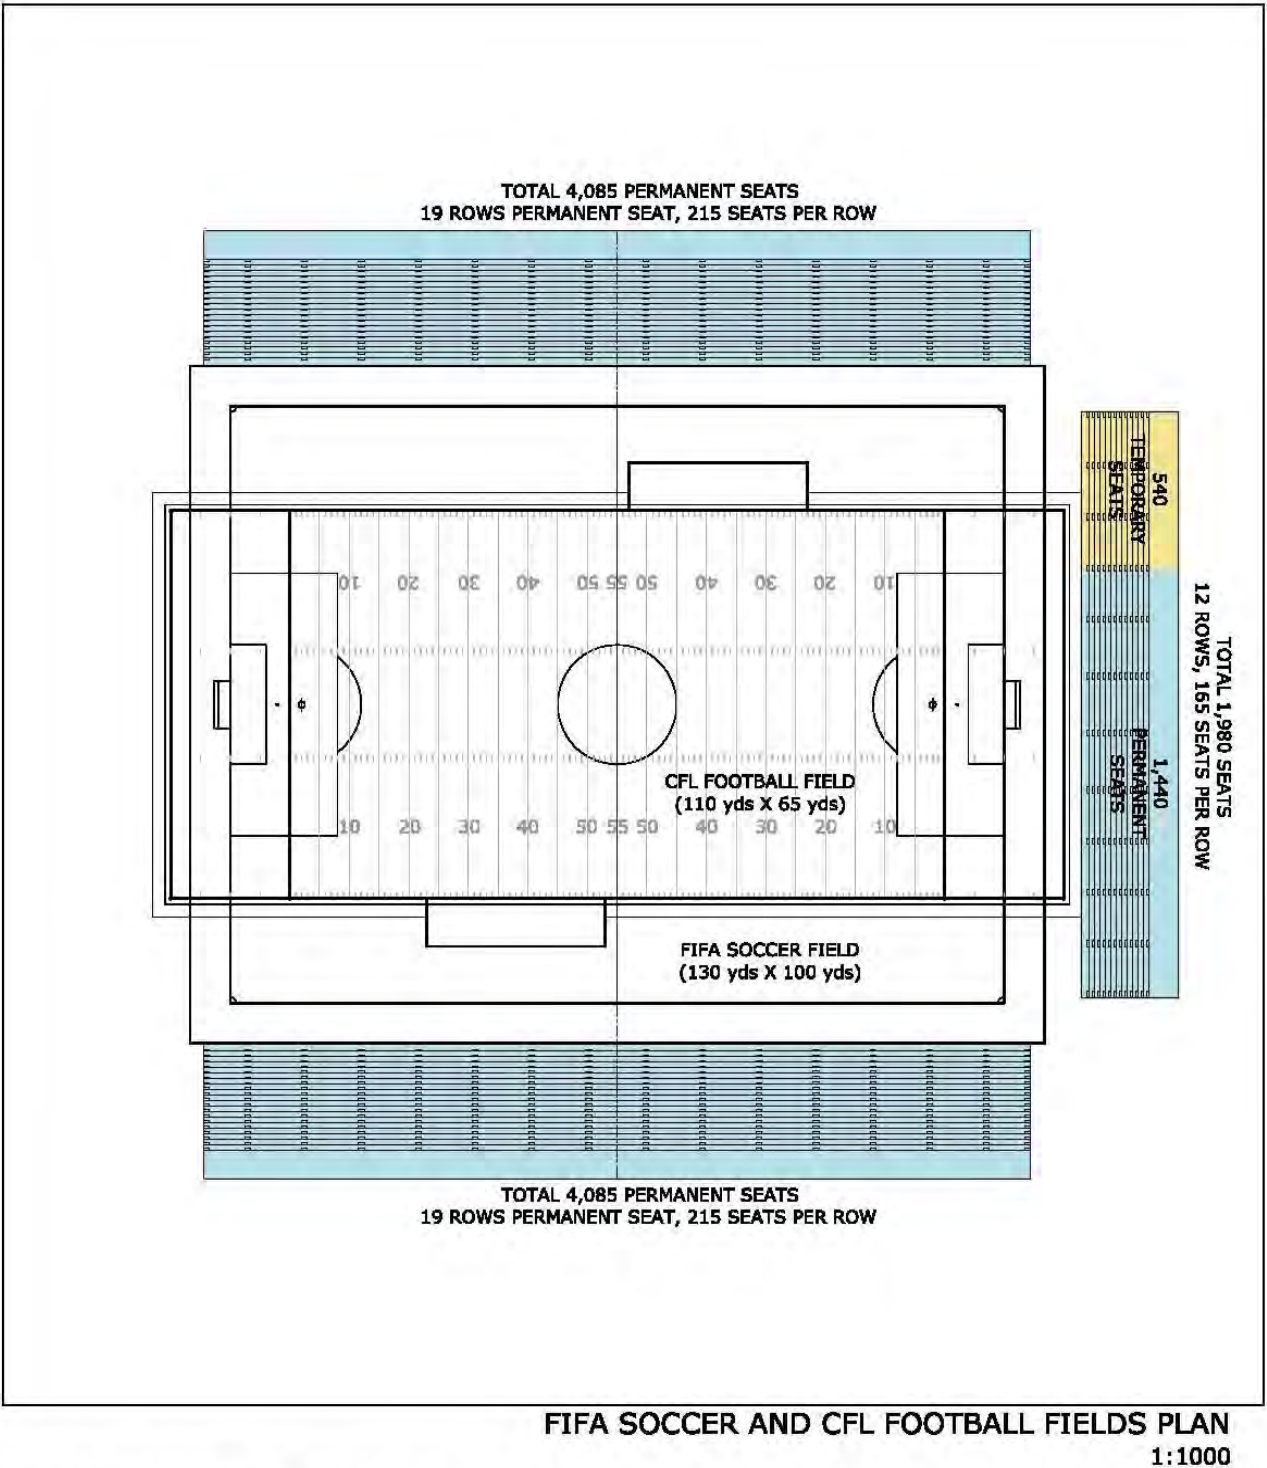 TOTAL 4,085 PERMANENT SEATS
19 ROWS PERMANENT SEAT, 215 SEATS PER ROW
540
TEMPORARY
SEATS
10 20 30 40 50 55 50 40 30 20 10
TOTAL 1,980 SEATS
12 ROWS, 165 SEATS PER ROW
1,440
PERMANENT
SEATS
CFL FOOTBALL FIELD
(110 yds X 65 yds)
10 20 30 40 50 55 50 40 30 20 10
FIFA SOCCER FIELD
(130 yds X 100 yds)
TOTAL 4,085 PERMANENT SEATS
19 ROWS PERMANENT SEAT, 215 SEATS PER ROW
FIFA SOCCER AND CFL FOOTBALL FIELDS PLAN
1:1000